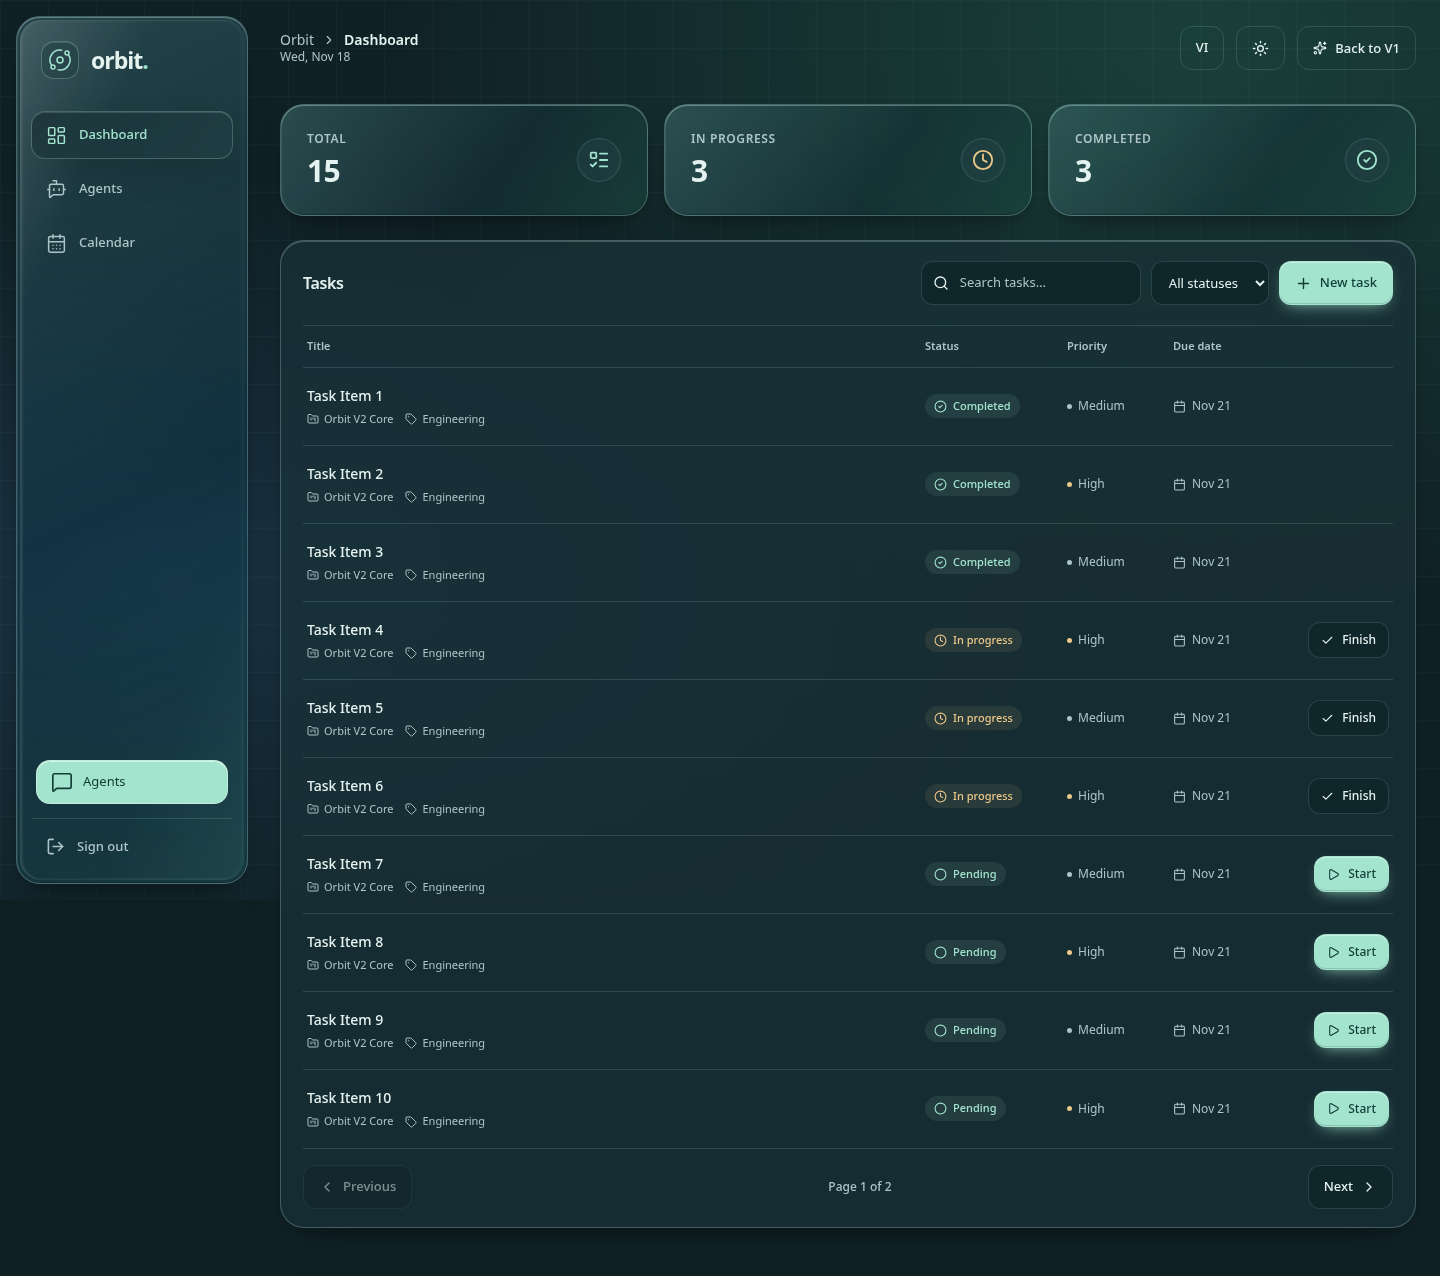 orbit.
Dashboard
Agents
Calendar
Agents
Sign out
Orbit > Dashboard
Wed, Nov 18
VI
Back to V1
TOTAL
15
IN PROGRESS
3
COMPLETED
3
Tasks
Search tasks...
All statuses
New task
Title Status Priority Due date
Task Item 1
Orbit V2 Core Engineering
Completed Medium Nov 21
Task Item 2
Orbit V2 Core Engineering
Completed High Nov 21
Task Item 3
Orbit V2 Core Engineering
Completed Medium Nov 21
Task Item 4
Orbit V2 Core Engineering
In progress High Nov 21 Finish
Task Item 5
Orbit V2 Core Engineering
In progress Medium Nov 21 Finish
Task Item 6
Orbit V2 Core Engineering
In progress High Nov 21 Finish
Task Item 7
Orbit V2 Core Engineering
Pending Medium Nov 21 Start
Task Item 8
Orbit V2 Core Engineering
Pending High Nov 21 Start
Task Item 9
Orbit V2 Core Engineering
Pending Medium Nov 21 Start
Task Item 10
Orbit V2 Core Engineering
Pending High Nov 21 Start
Previous Page 1 of 2 Next